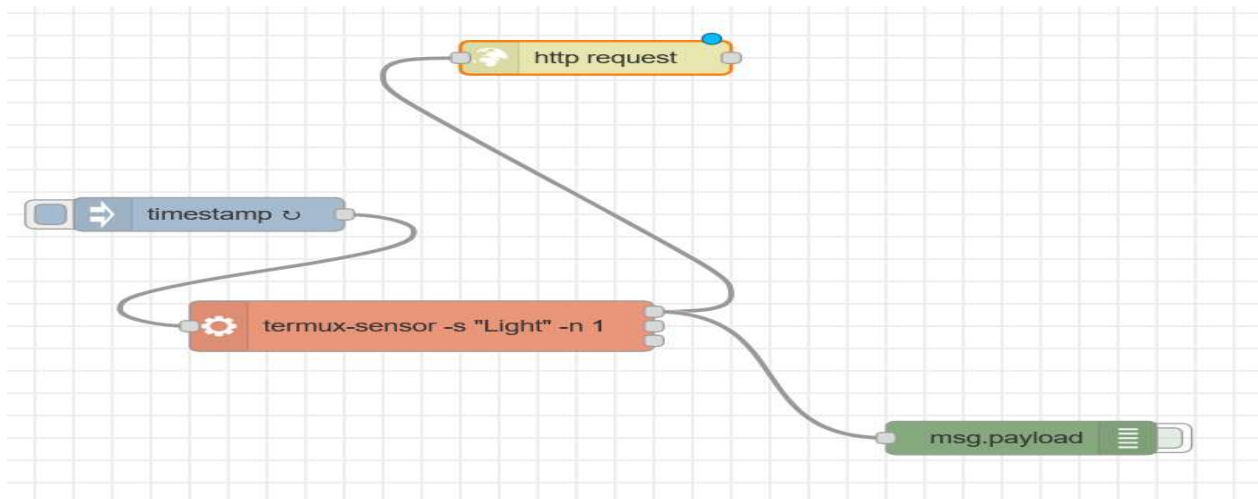 http request
timestamp ↻
termux-sensor -s "Light" -n 1
msg.payload